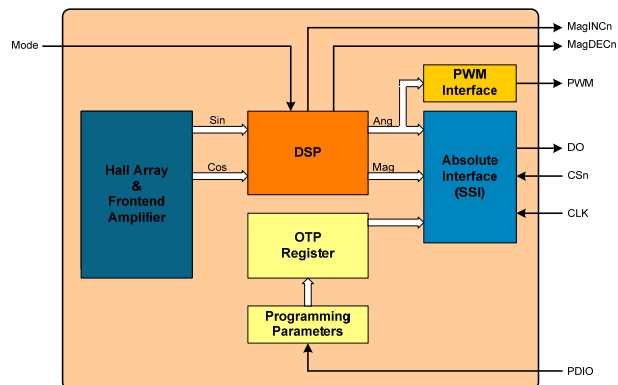 MagINCn
Mode
MagDECn
PWM
Interface
PWM
Sin
Ang
DSP
Hall Array
&
Frontend
Amplifier
Cos
Mag
Absolute
Interface
(SSI)
DO
CSn
CLK
OTP
Register
Programming
Parameters
PDIO